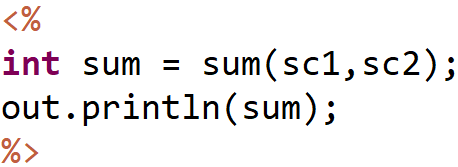 <%
int sum = sum(sc1,sc2);
out.println(sum);
%>